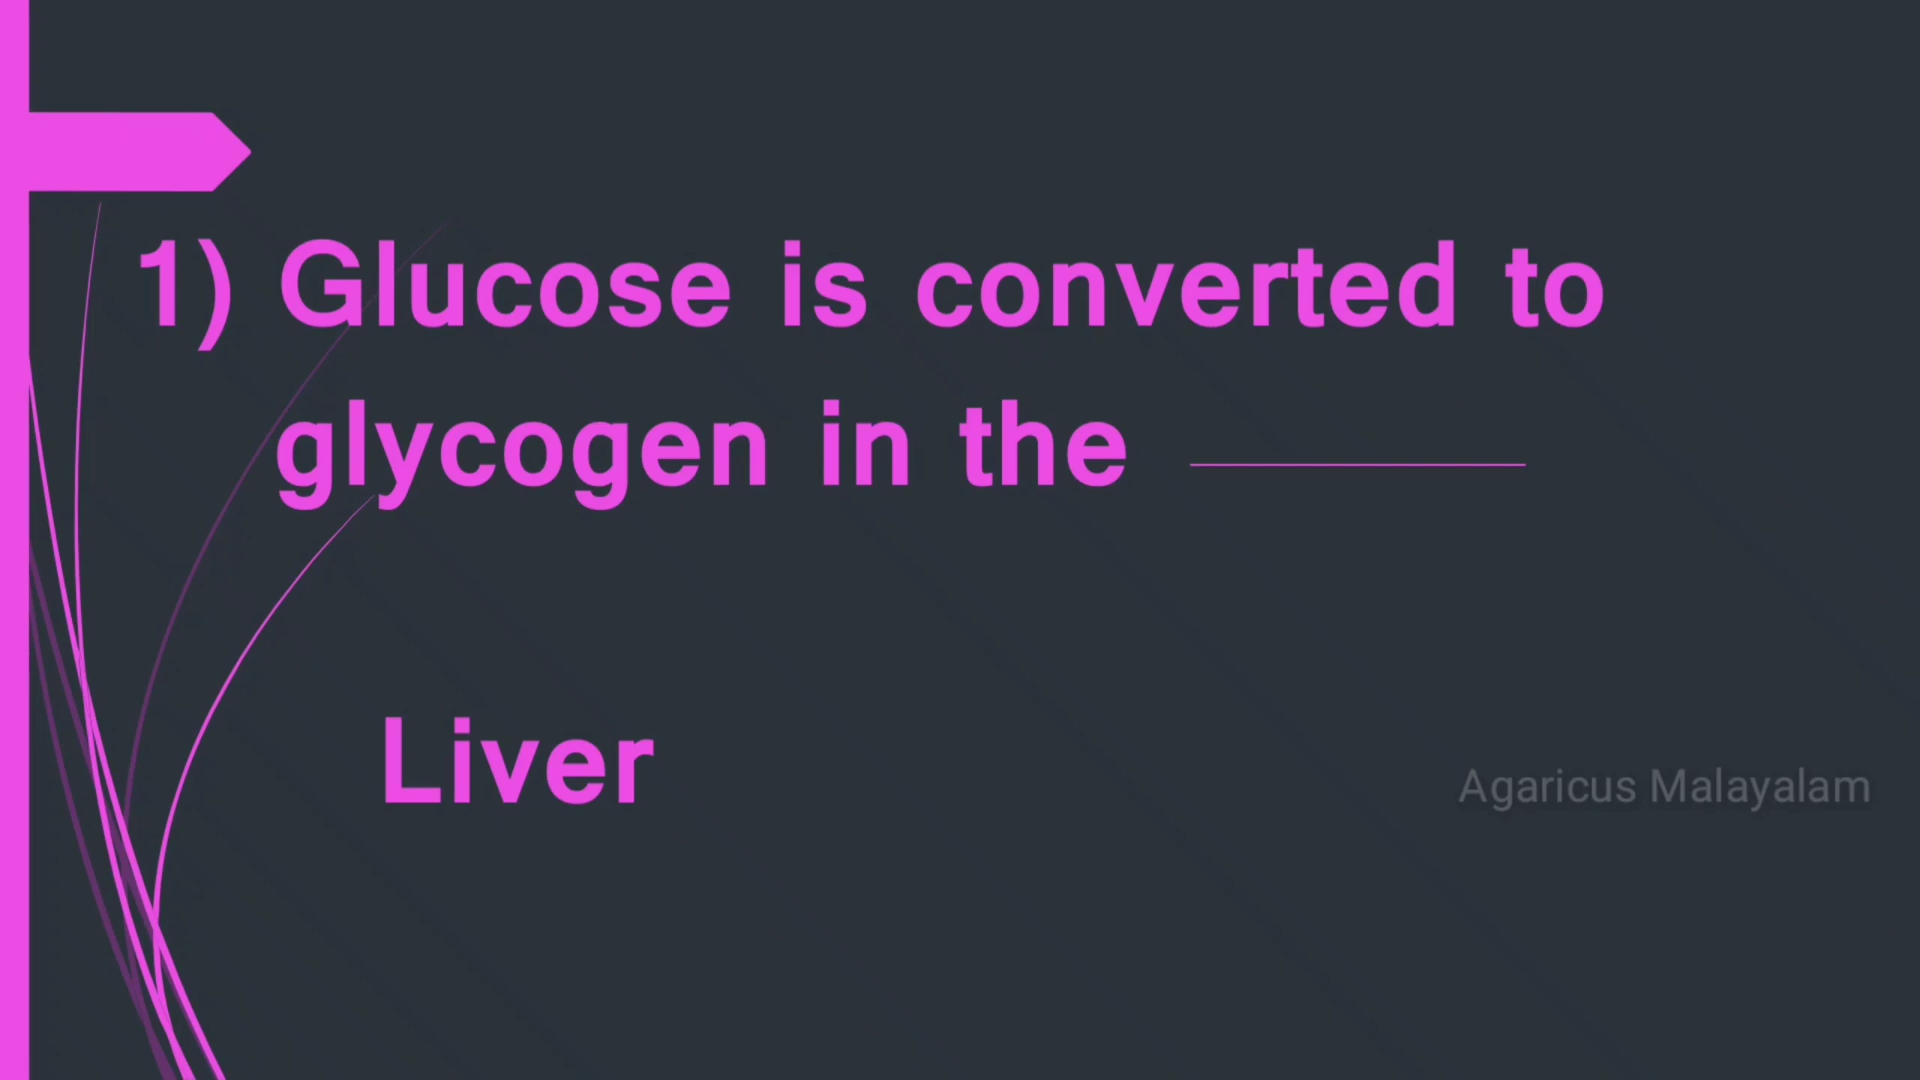 1) Glucose is converted to
glycogen in the
Liver
Agaricus Malayalam